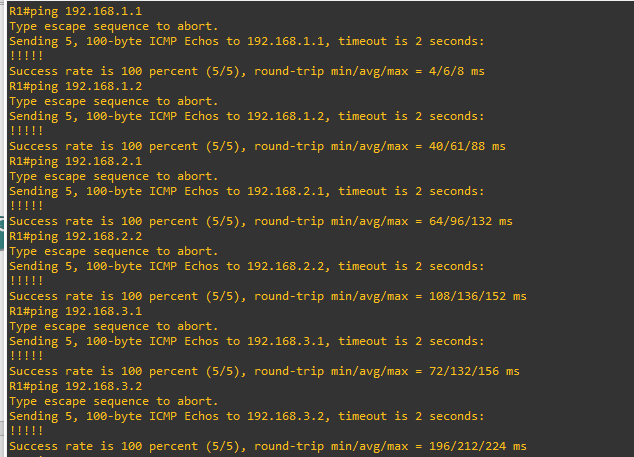 R1#ping 192.168.1.1
Type escape sequence to abort.
Sending 5, 100-byte ICMP Echos to 192.168.1.1, timeout is 2 seconds:
!!!!!
Success rate is 100 percent (5/5), round-trip min/avg/max = 4/6/8 ms
R1#ping 192.168.1.2
Type escape sequence to abort.
Sending 5, 100-byte ICMP Echos to 192.168.1.2, timeout is 2 seconds:
!!!!!
Success rate is 100 percent (5/5), round-trip min/avg/max = 40/61/88 ms
R1#ping 192.168.2.1
Type escape sequence to abort.
Sending 5, 100-byte ICMP Echos to 192.168.2.1, timeout is 2 seconds:
!!!!!
Success rate is 100 percent (5/5), round-trip min/avg/max = 64/96/132 ms
R1#ping 192.168.2.2
Type escape sequence to abort.
Sending 5, 100-byte ICMP Echos to 192.168.2.2, timeout is 2 seconds:
!!!!!
Success rate is 100 percent (5/5), round-trip min/avg/max = 108/136/152 ms
R1#ping 192.168.3.1
Type escape sequence to abort.
Sending 5, 100-byte ICMP Echos to 192.168.3.1, timeout is 2 seconds:
!!!!!
Success rate is 100 percent (5/5), round-trip min/avg/max = 72/132/156 ms
R1#ping 192.168.3.2
Type escape sequence to abort.
Sending 5, 100-byte ICMP Echos to 192.168.3.2, timeout is 2 seconds:
!!!!!
Success rate is 100 percent (5/5), round-trip min/avg/max = 196/212/224 ms